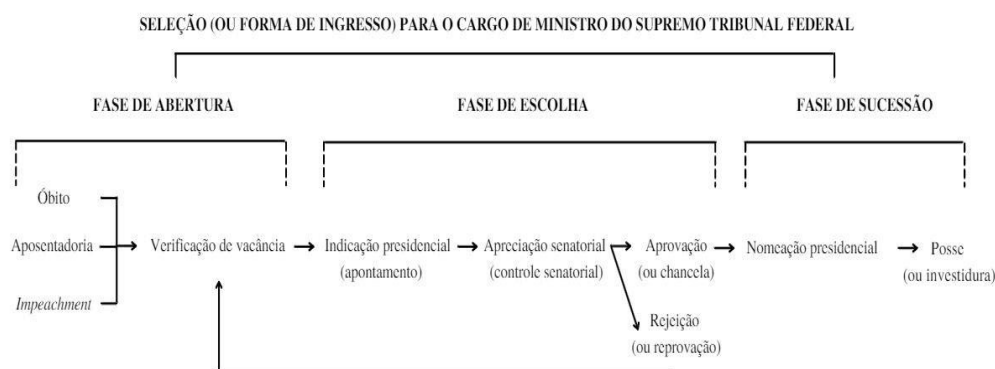 SELEÇÃO (OU FORMA DE INGRESSO) PARA O CARGO DE MINISTRO DO SUPREMO TRIBUNAL FEDERAL
FASE DE ABERTURA
FASE DE ESCOLHA
FASE DE SUCESSÃO
Óbito
Aposentadoria
Impeachment
Verificação de vacância
Indicação presidencial
(apontamento)
Apreciação senatorial
(controle senatorial)
Aprovação
(ou chancela)
Rejeição
(ou reprovação)
Nomeação presidencial
Posse
(ou investidura)